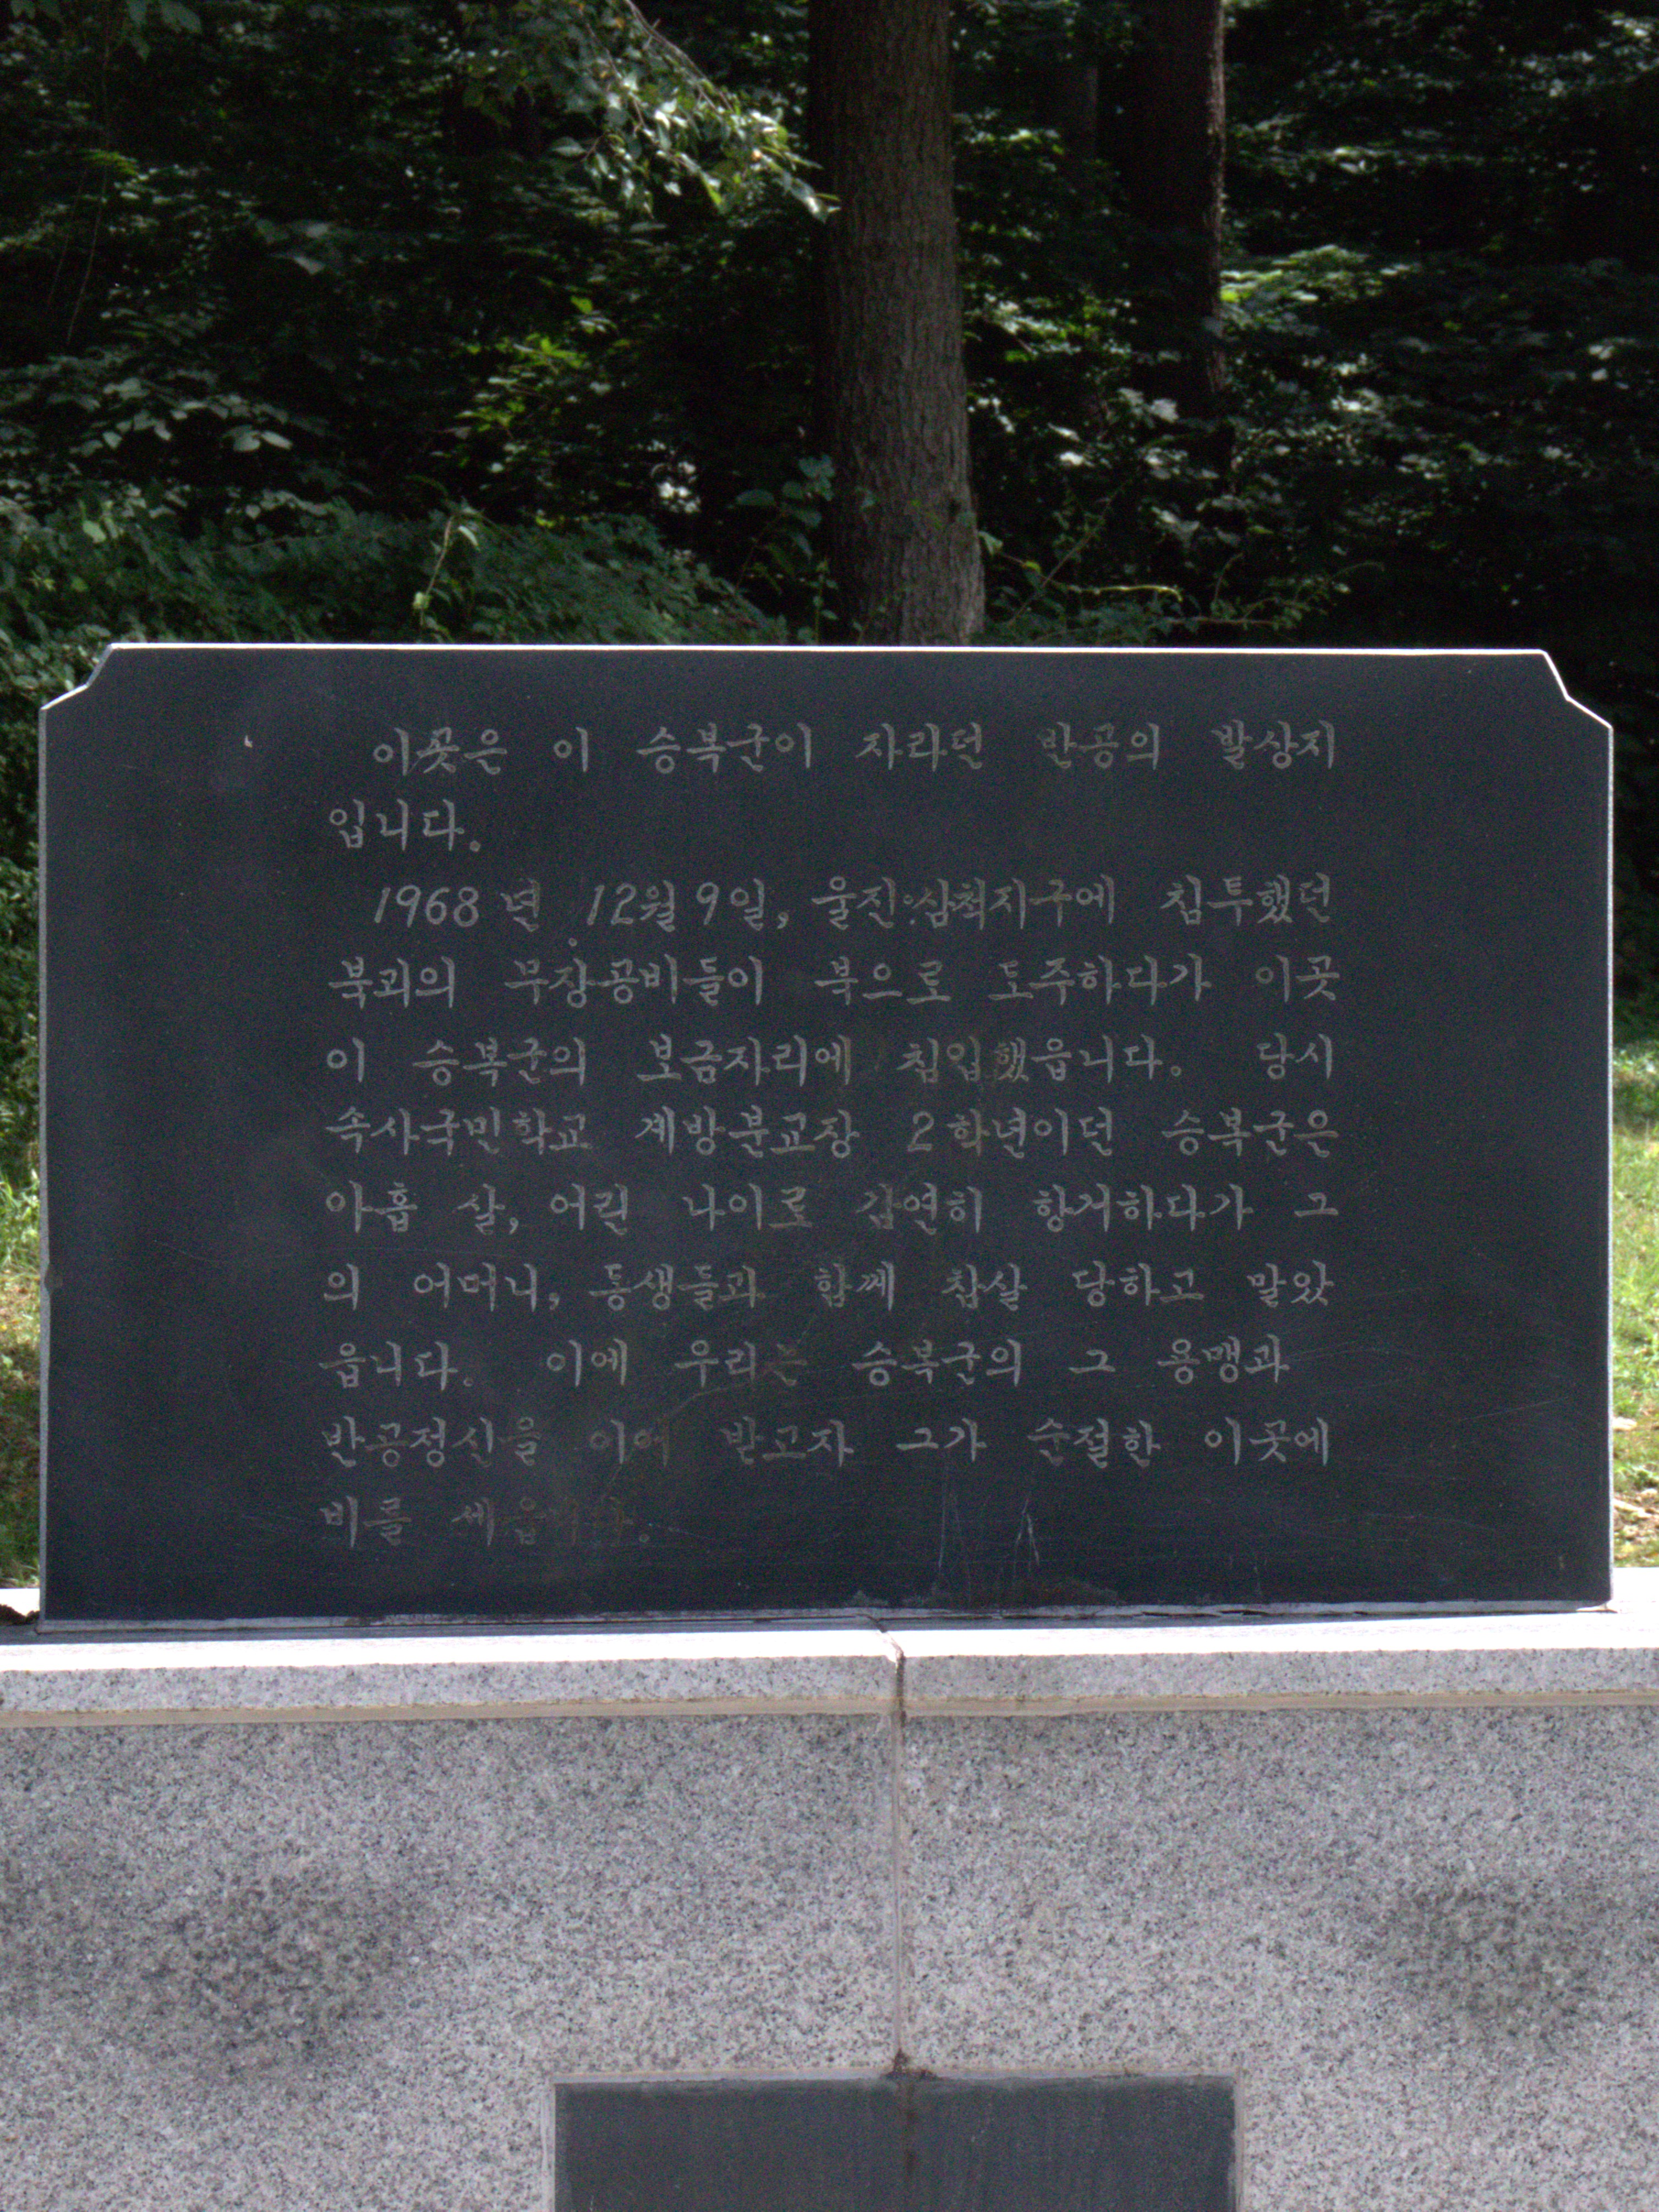 이곳은 이 승복군이 자라던 반공의 발상지
입니다.
1968년 12월 9일, 울진·삼척지구에 침투했던
북괴의 무장공비들이 북으로 도주하다가 이곳
이 승복군의 보금자리에 침입했읍니다. 당시
속사국민학교 계방분교장 2학년이던 승복군은
아홉 살, 어린 나이로 감연히 항거하다가 그
의 어머니, 동생들과 함께 참살 당하고 말았
읍니다. 이에 우리는 승복군의 그 용맹과
반공정신을 이어 받고자 그가 순절한 이곳에
비를 세웁니다.